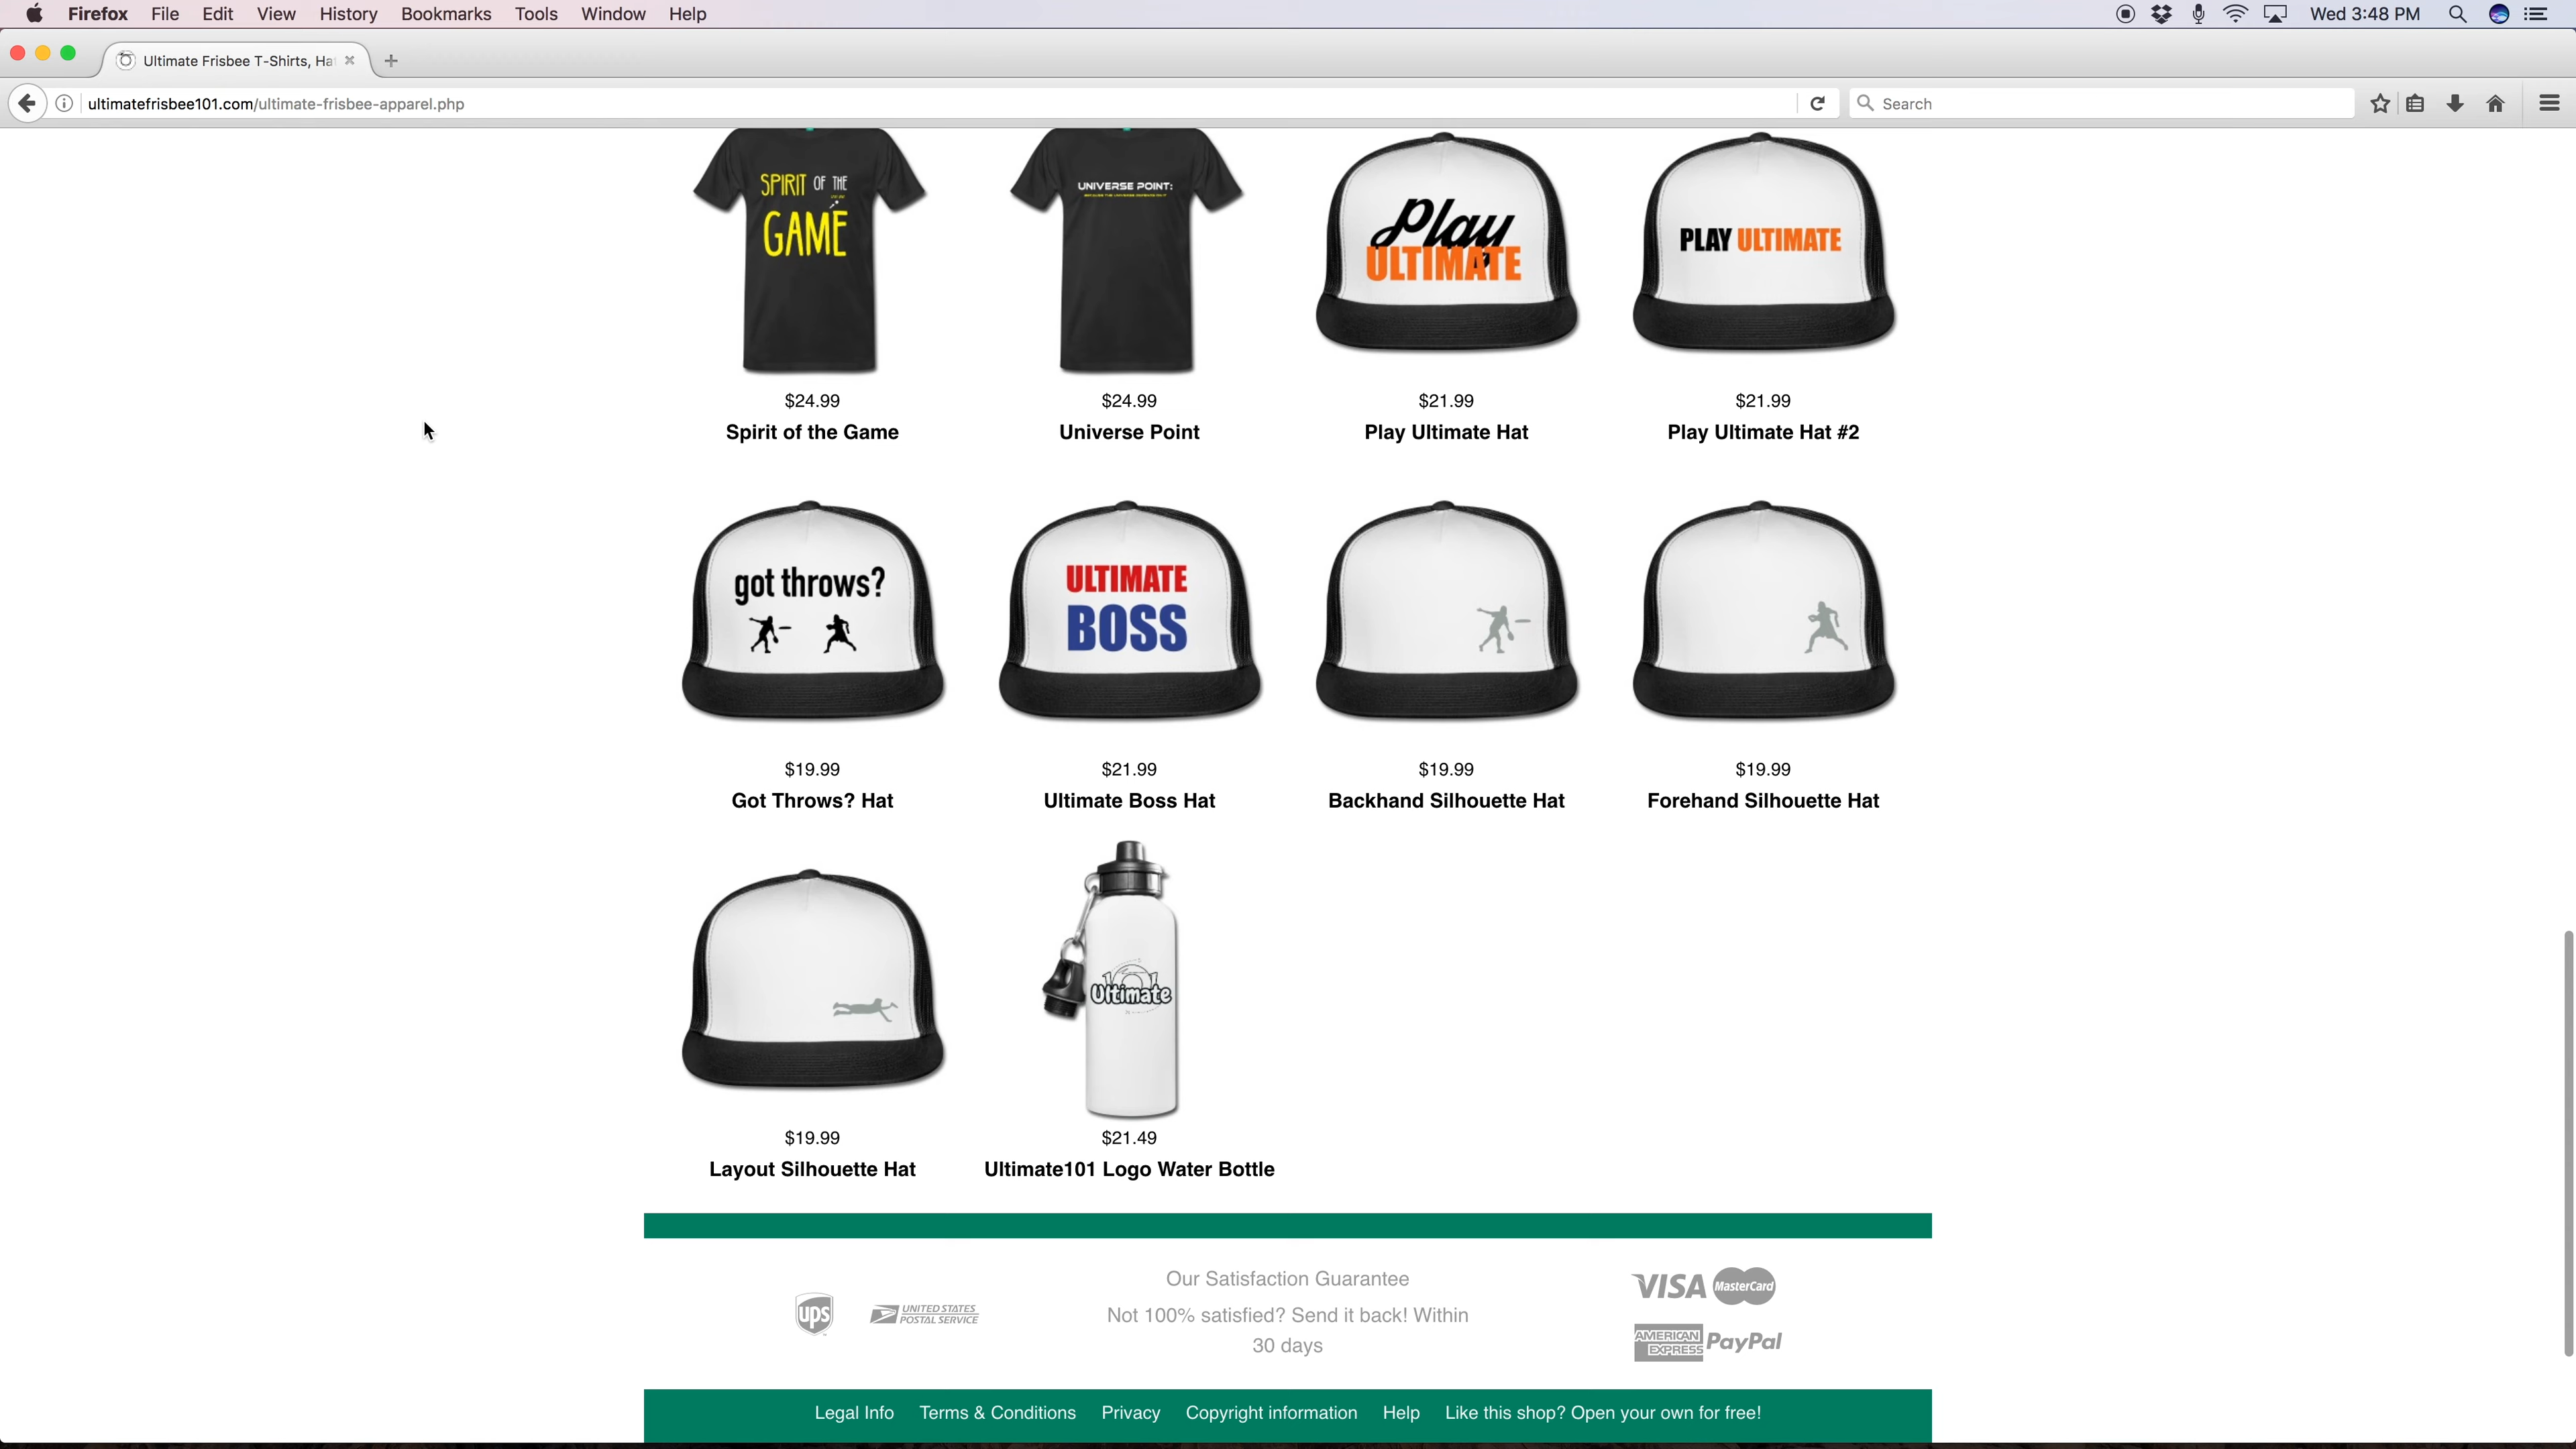 Firefox File Edit View History Bookmarks Tools Window Help Wed 3:48 PM
Ultimate Frisbee T-Shirts, Ha
ultimatefrisbee101.com/ultimate-frisbee-apparel.php
Search
SPIRIT OF THE
GAME
UNIVERSE POINT:
Play
ULTIMATE
PLAY ULTIMATE
$24.99 $24.99 $21.99 $21.99
Spirit of the Game Universe Point Play Ultimate Hat Play Ultimate Hat #2
got throws?
ULTIMATE
BOSS
$19.99 $21.99 $19.99 $19.99
Got Throws? Hat Ultimate Boss Hat Backhand Silhouette Hat Forehand Silhouette Hat
101
Ultimate
$19.99 $21.49
Layout Silhouette Hat Ultimate101 Logo Water Bottle
ups
UNITED STATES
POSTAL SERVICE
Our Satisfaction Guarantee
Not 100% satisfied? Send it back! Within
30 days
VISA MasterCard
AMERICAN
EXPRESS
PayPal
Legal Info Terms & Conditions Privacy Copyright information Help Like this shop? Open your own for free!